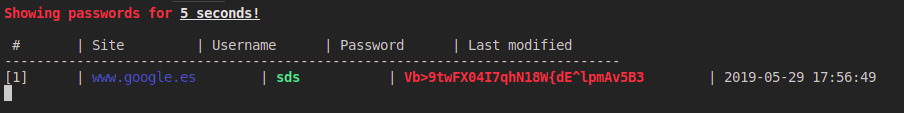 Showing passwords for 5 seconds!
# | Site | Username | Password | Last modified
--------------------------------------------------------------------------------
[1] | www.google.es | sds | Vb>9twFX04I7qhN18W{dE^lpmAv5B3 | 2019-05-29 17:56:49